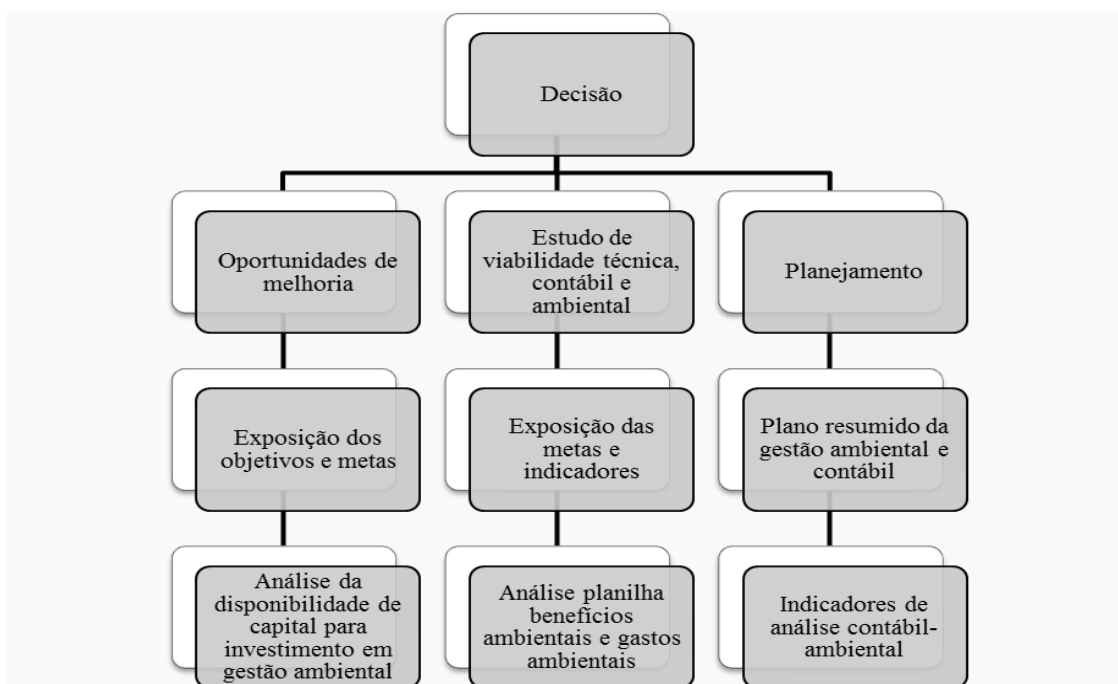 Decisão
Oportunidades de
melhoria
Estudo de
viabilidade técnica,
contábil e
ambiental
Planejamento
Exposição dos
objetivos e metas
Exposição das
metas e
indicadores
Plano resumido da
gestão ambiental e
contábil
Análise da
disponibilidade de
capital para
investimento em
gestão ambiental
Análise planilha
benefícios
ambientais e gastos
ambientais
Indicadores de
análise contábil-
ambiental